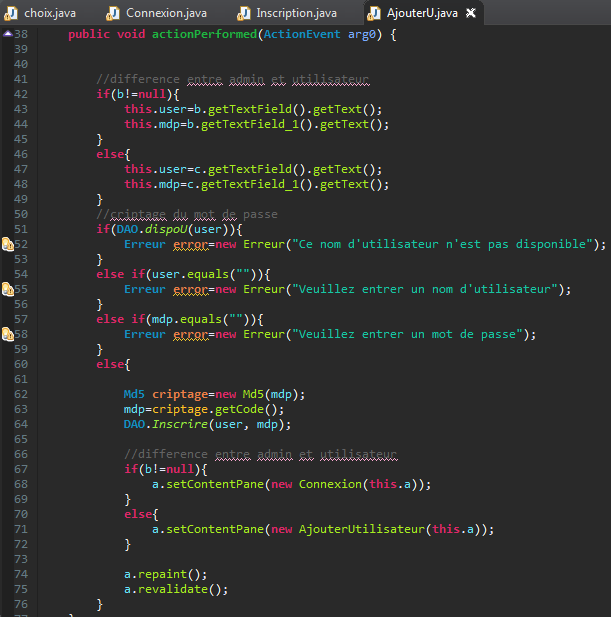 choix.java Connexion.java Inscription.java AjouterU.java
38 public void actionPerformed(ActionEvent arg0) {
39
40
41 //difference entre admin et utilisateur
42 if(b!=null){
43 this.user=b.getTextField().getText();
44 this.mdp=b.getTextField_1().getText();
45 }
46 else{
47 this.user=c.getTextField().getText();
48 this.mdp=c.getTextField_1().getText();
49 }
50 //criptage du mot de passe
51 if(DAO.dispoU(user)){
52 Erreur error=new Erreur("Ce nom d'utilisateur n'est pas disponible");
53 }
54 else if(user.equals("")){
55 Erreur error=new Erreur("Veuillez entrer un nom d'utilisateur");
56 }
57 else if(mdp.equals("")){
58 Erreur error=new Erreur("Veuillez entrer un mot de passe");
59 }
60 else{
61
62 Md5 criptage=new Md5(mdp);
63 mdp=criptage.getCode();
64 DAO.Inscrire(user, mdp);
65
66 //difference entre admin et utilisateur
67 if(b!=null){
68 a.setContentPane(new Connexion(this.a));
69 }
70 else{
71 a.setContentPane(new AjouterUtilisateur(this.a));
72 }
73
74 a.repaint();
75 a.revalidate();
76 }
77 }